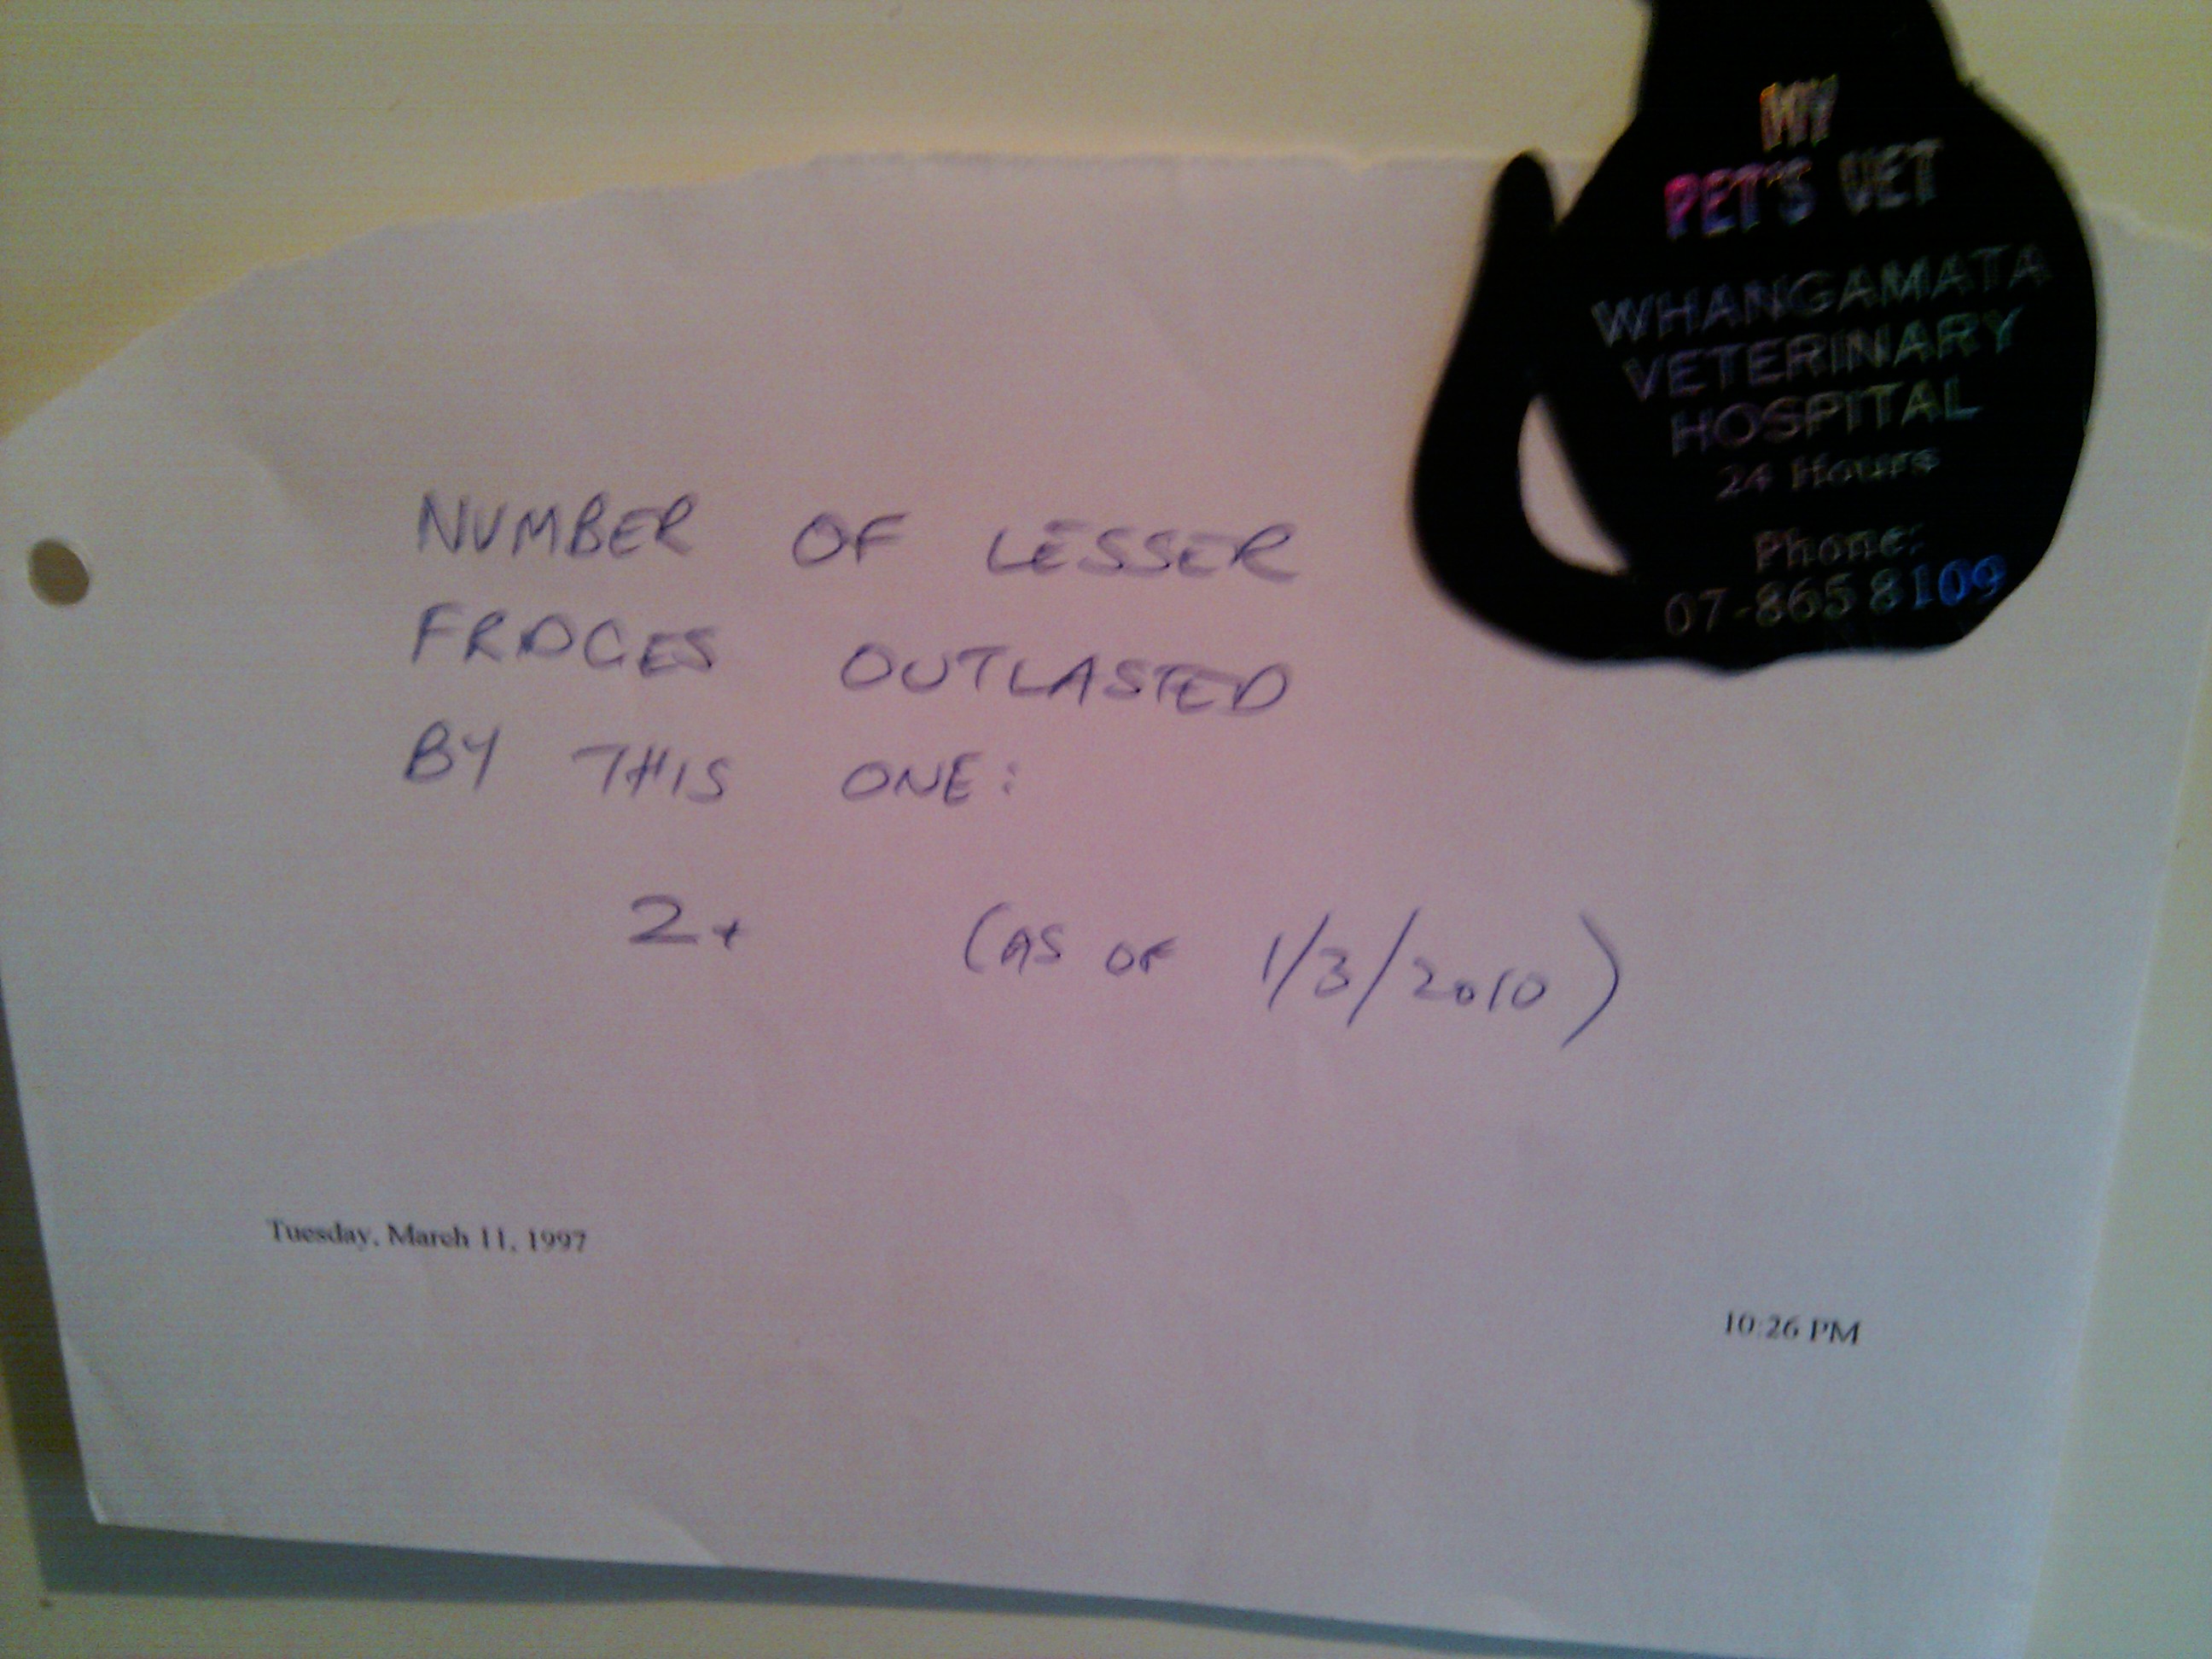 MY
PET'S VET
WHANGAMATA
VETERINARY
HOSPITAL
24 Hours
Phone:
07-865 8109
NUMBER OF LESSER
FRIDGES OUTLASTED
BY THIS ONE:
2+ (AS OF 1/3/2010)
Tuesday, March 11, 1997
10:26 PM